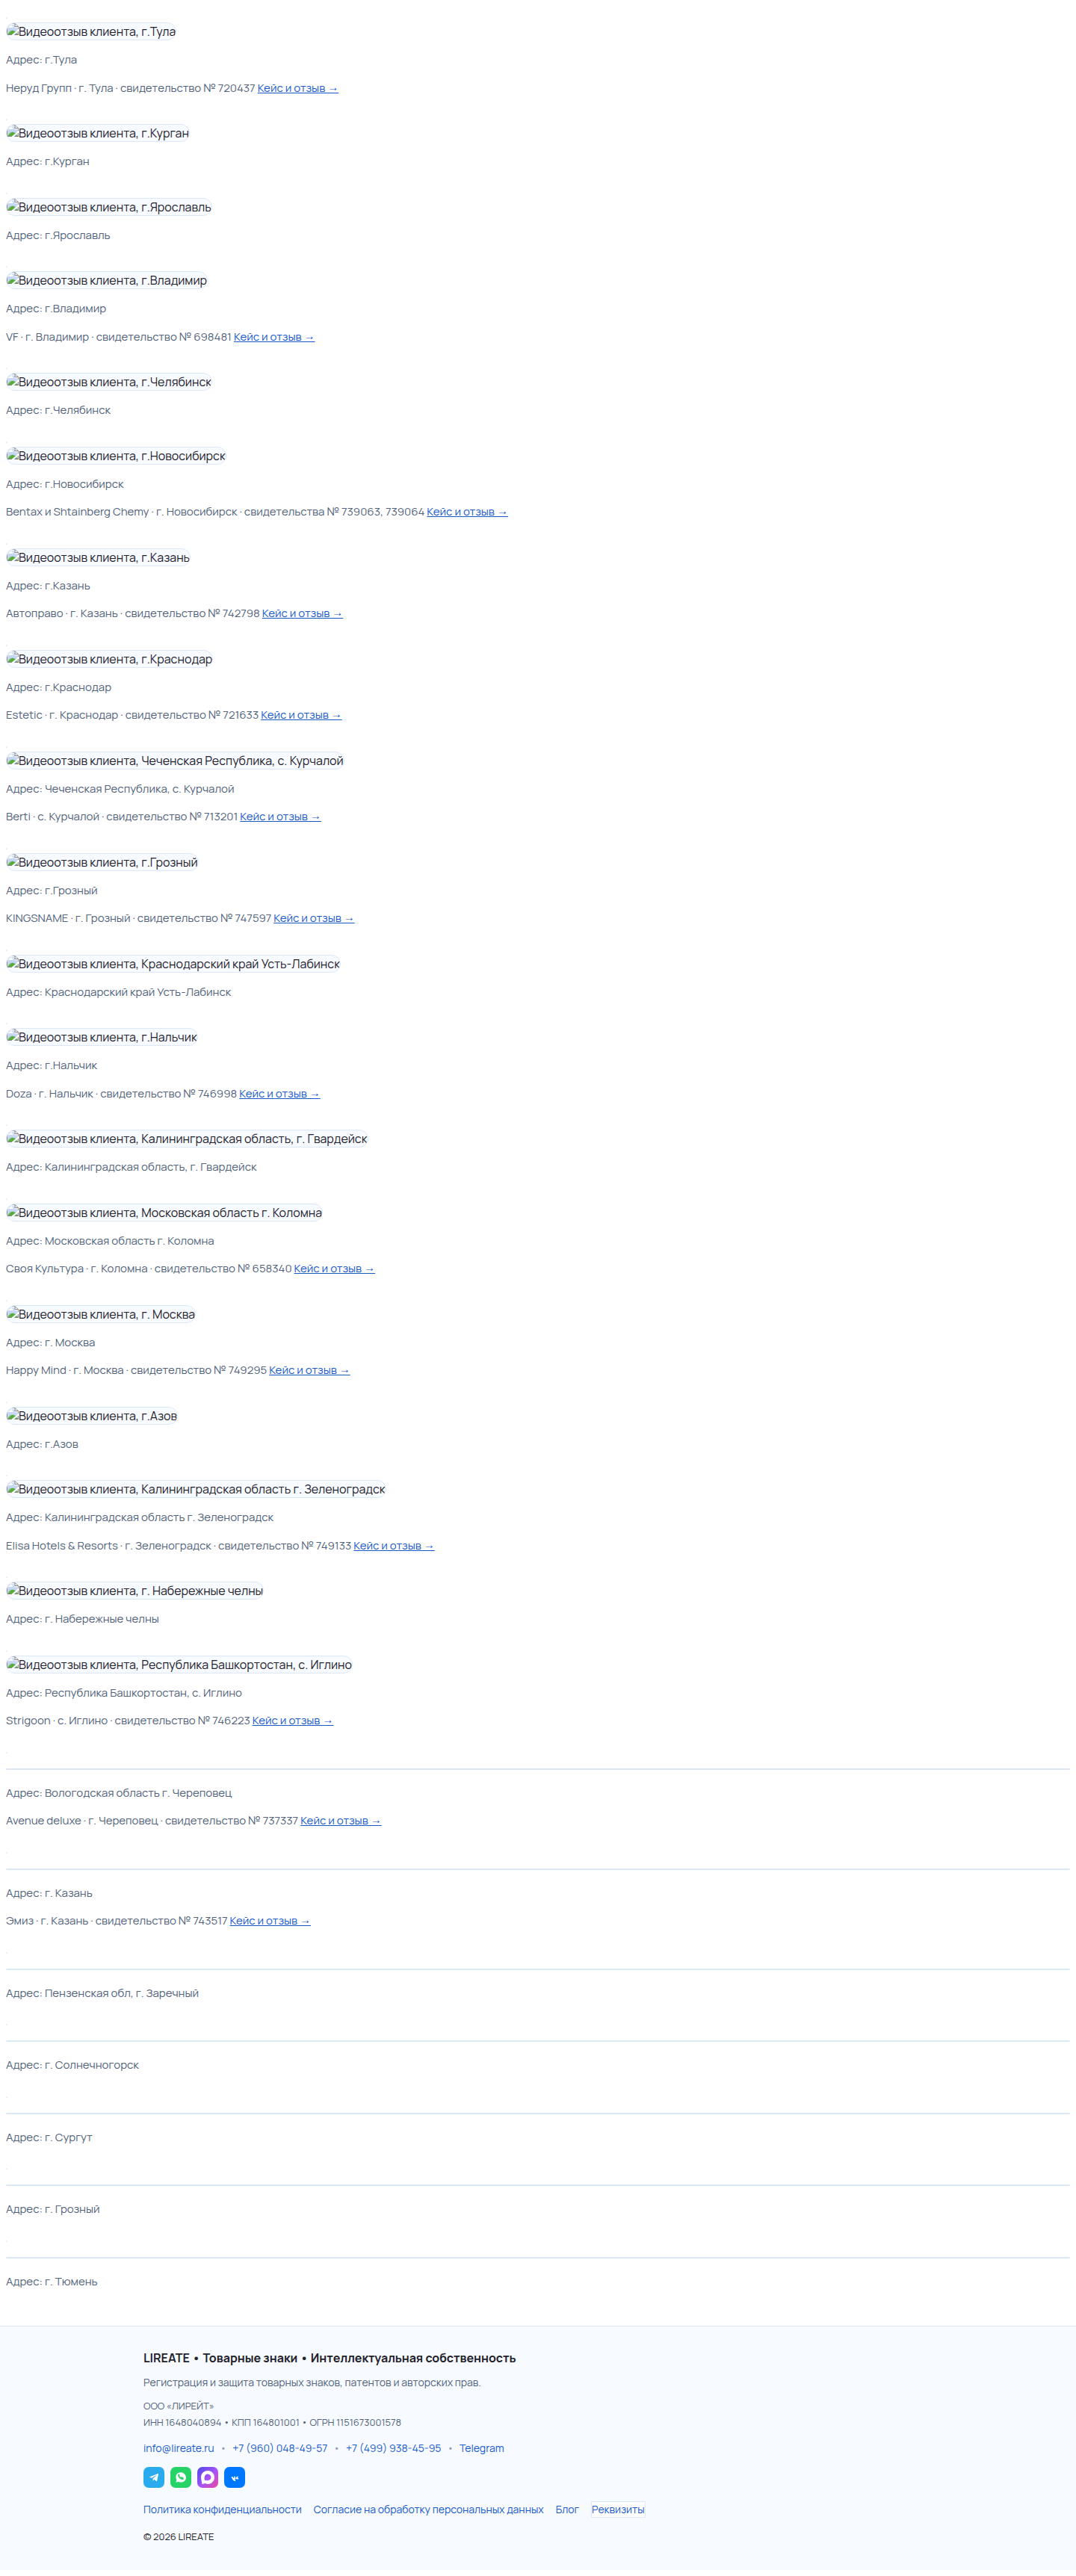 Видеоотзыв клиента, г.Тула
Адрес: г.Тула
Неруд Групп · г. Тула · свидетельство № 720437 Кейс и отзыв →
Видеоотзыв клиента, г.Курган
Адрес: г.Курган
Видеоотзыв клиента, г.Ярославль
Адрес: г.Ярославль
Видеоотзыв клиента, г.Владимир
Адрес: г.Владимир
VF · г. Владимир · свидетельство № 698481 Кейс и отзыв →
Видеоотзыв клиента, г.Челябинск
Адрес: г.Челябинск
Видеоотзыв клиента, г.Новосибирск
Адрес: г.Новосибирск
Bentax и Shtainberg Chemy · г. Новосибирск · свидетельства № 739063, 739064 Кейс и отзыв →
Видеоотзыв клиента, г.Казань
Адрес: г.Казань
Автоправо · г. Казань · свидетельство № 742798 Кейс и отзыв →
Видеоотзыв клиента, г.Краснодар
Адрес: г.Краснодар
Estetic · г. Краснодар · свидетельство № 721633 Кейс и отзыв →
Видеоотзыв клиента, Чеченская Республика, с. Курчалой
Адрес: Чеченская Республика, с. Курчалой
Berti · с. Курчалой · свидетельство № 713201 Кейс и отзыв →
Видеоотзыв клиента, г.Грозный
Адрес: г.Грозный
KINGSNAME · г. Грозный · свидетельство № 747597 Кейс и отзыв →
Видеоотзыв клиента, Краснодарский край Усть-Лабинск
Адрес: Краснодарский край Усть-Лабинск
Видеоотзыв клиента, г.Нальчик
Адрес: г.Нальчик
Doza · г. Нальчик · свидетельство № 746998 Кейс и отзыв →
Видеоотзыв клиента, Калининградская область, г. Гвардейск
Адрес: Калининградская область, г. Гвардейск
Видеоотзыв клиента, Московская область г. Коломна
Адрес: Московская область г. Коломна
Своя Культура · г. Коломна · свидетельство № 658340 Кейс и отзыв →
Видеоотзыв клиента, г. Москва
Адрес: г. Москва
Happy Mind · г. Москва · свидетельство № 749295 Кейс и отзыв →
Видеоотзыв клиента, г.Азов
Адрес: г.Азов
Видеоотзыв клиента, Калининградская область г. Зеленоградск
Адрес: Калининградская область г. Зеленоградск
Elisa Hotels & Resorts · г. Зеленоградск · свидетельство № 749133 Кейс и отзыв →
Видеоотзыв клиента, г. Набережные челны
Адрес: г. Набережные челны
Видеоотзыв клиента, Республика Башкортостан, с. Иглино
Адрес: Республика Башкортостан, с. Иглино
Strigoon · с. Иглино · свидетельство № 746223 Кейс и отзыв →
Адрес: Вологодская область г. Череповец
Avenue deluxe · г. Череповец · свидетельство № 737337 Кейс и отзыв →
Адрес: г. Казань
Эмиз · г. Казань · свидетельство № 743517 Кейс и отзыв →
Адрес: Пензенская обл, г. Заречный
Адрес: г. Солнечногорск
Адрес: г. Сургут
Адрес: г. Грозный
Адрес: г. Тюмень
LIREATE • Товарные знаки • Интеллектуальная собственность
Регистрация и защита товарных знаков, патентов и авторских прав.
ООО «ЛИРЕЙТ»
ИНН 1648040894 • КПП 164801001 • ОГРН 1151673001578
info@lireate.ru • +7 (960) 048-49-57 • +7 (499) 938-45-95 • Telegram
Политика конфиденциальности Согласие на обработку персональных данных Блог Реквизиты
© 2026 LIREATE